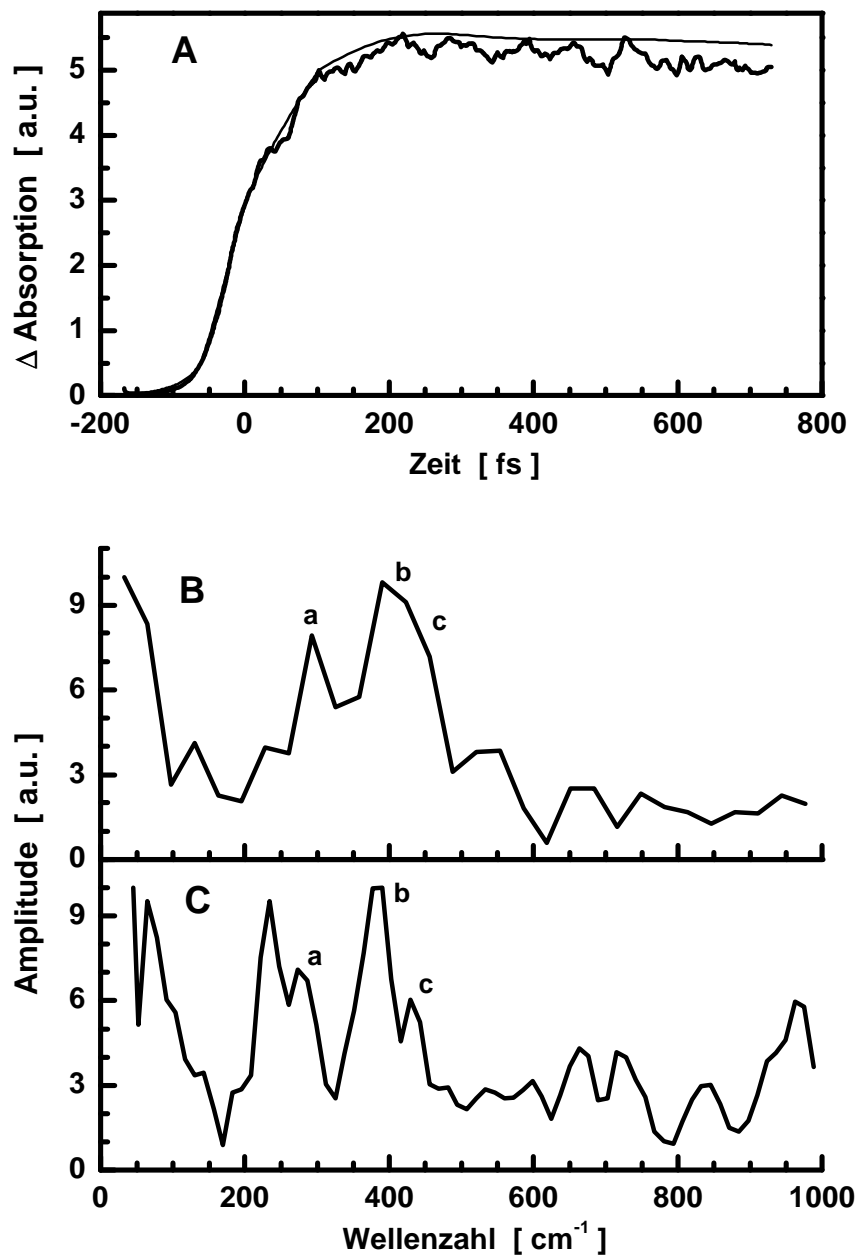 A
Δ Absorption [ a.u. ]
5
4
3
2
1
0
-200 0 200 400 600 800
Zeit [ fs ]
B
a
b
c
9
6
3
0
Amplitude [ a.u. ]
C
a
b
c
9
6
3
0
0 200 400 600 800 1000
Wellenzahl [ cm⁻¹ ]